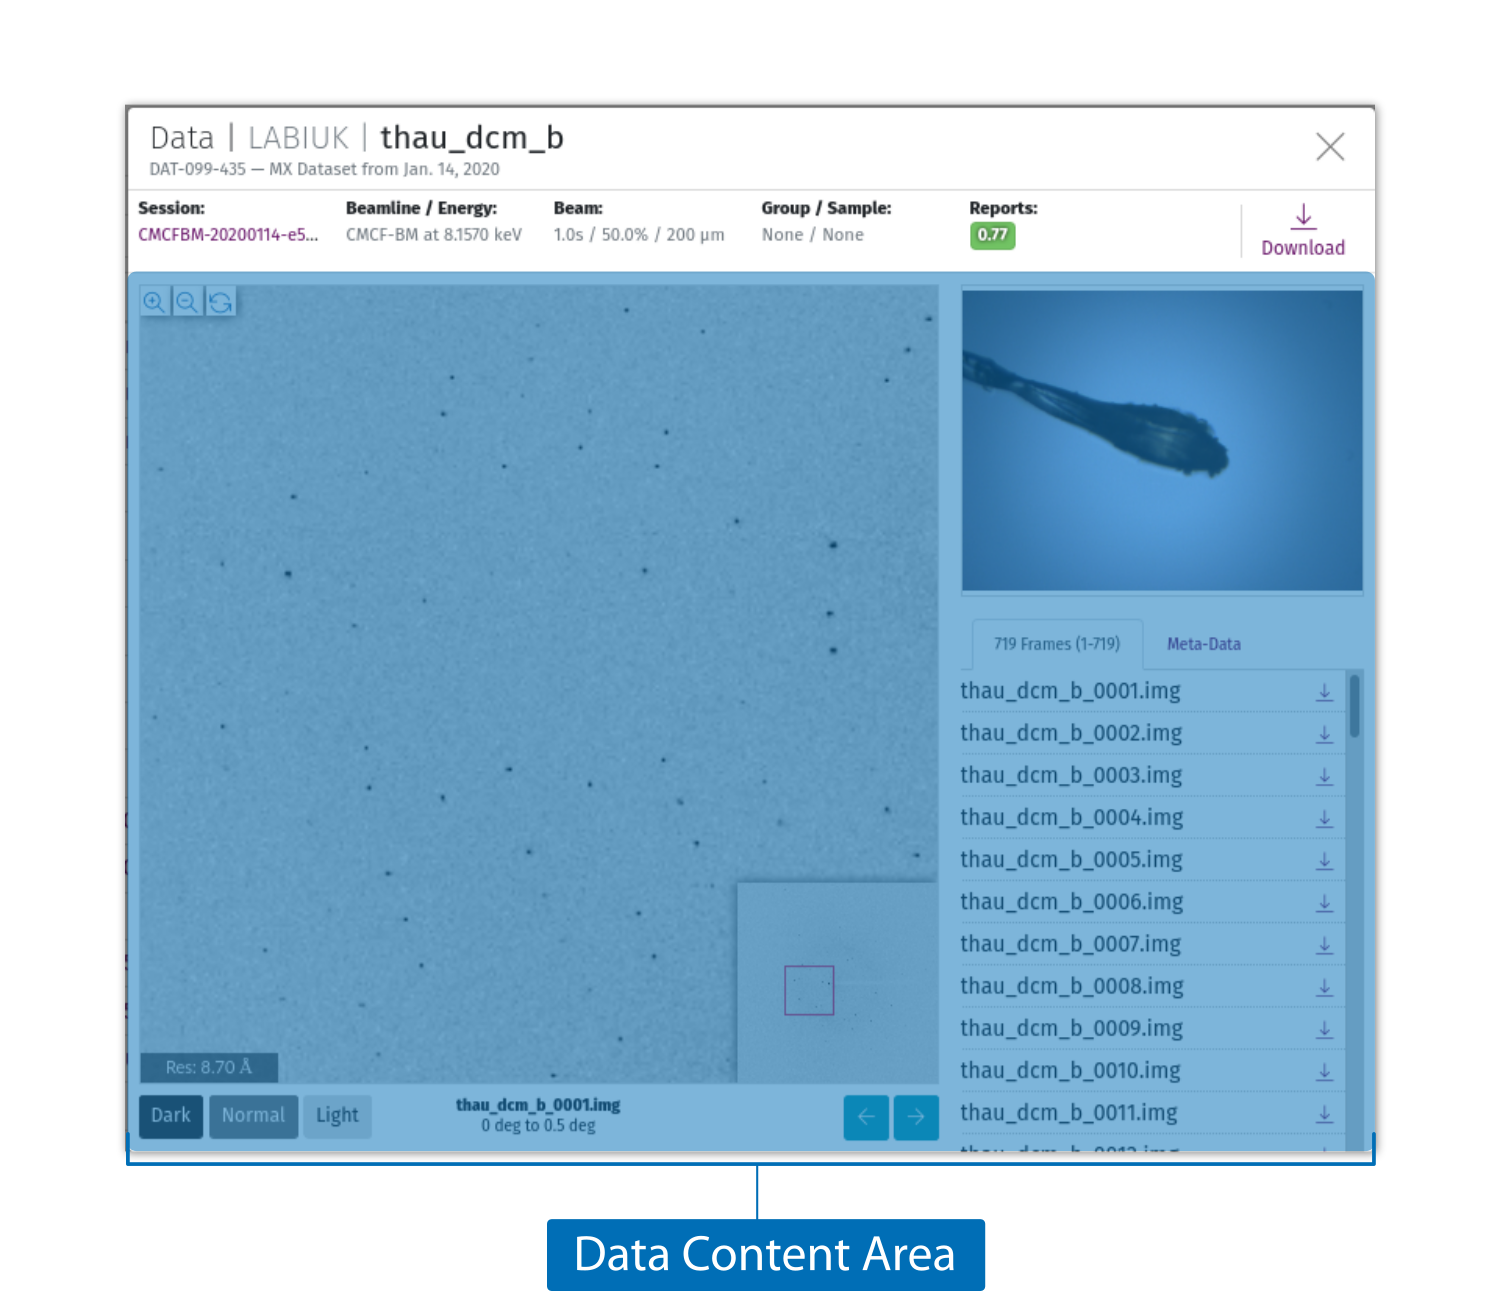 Data | LABIUK | thau_dcm_b
DAT-099-435 — MX Dataset from Jan. 14, 2020
Session: Beamline / Energy: Beam: Group / Sample: Reports:
CMCFBM-20200114-e5... CMCF-BM at 8.1570 keV 1.0s / 50.0% / 200 µm None / None 0.77
Download
719 Frames (1-719) Meta-Data
thau_dcm_b_0001.img
thau_dcm_b_0002.img
thau_dcm_b_0003.img
thau_dcm_b_0004.img
thau_dcm_b_0005.img
thau_dcm_b_0006.img
thau_dcm_b_0007.img
thau_dcm_b_0008.img
thau_dcm_b_0009.img
thau_dcm_b_0010.img
thau_dcm_b_0011.img
Res: 8.70 Å
Dark Normal Light
thau_dcm_b_0001.img
0 deg to 0.5 deg
Data Content Area